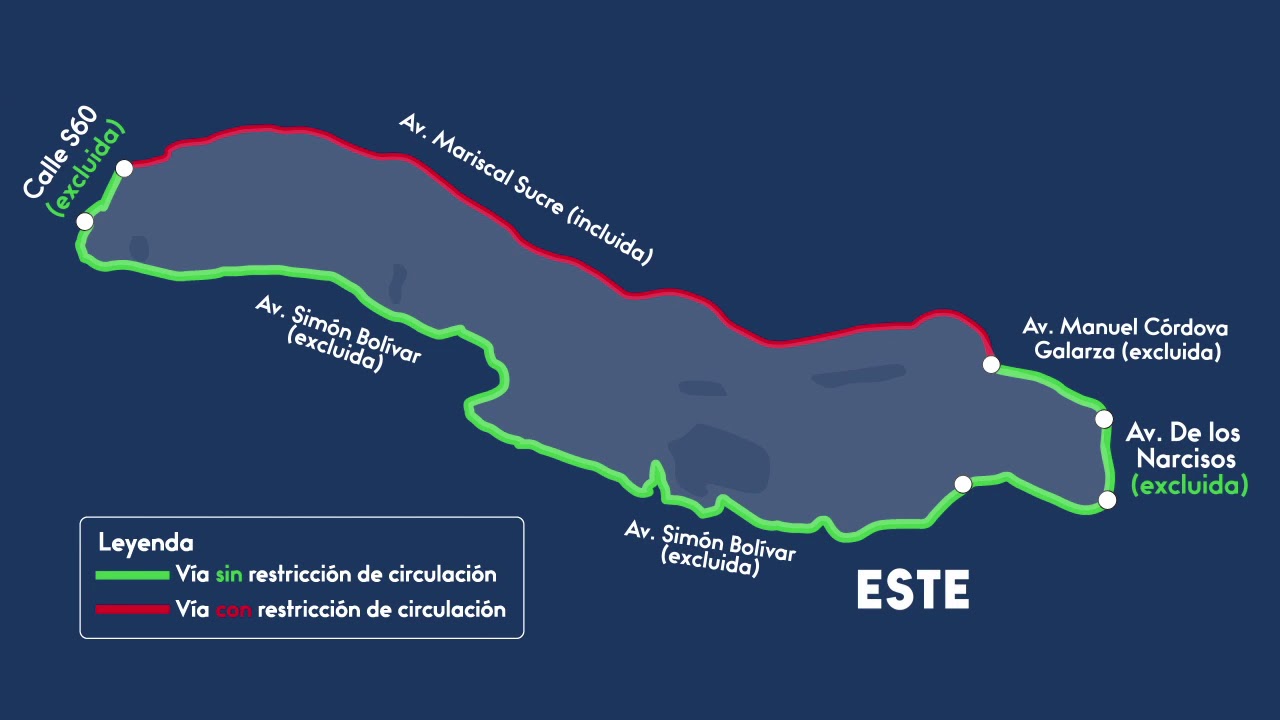 Calle S60
(excluida)
Av. Mariscal Sucre (incluida)
Av. Simón Bolívar
(excluida)
Av. Manuel Córdova
Galarza (excluida)
Av. De los
Narcisos
(excluida)
Av. Simón Bolívar
(excluida)
ESTE
Leyenda
Vía sin restricción de circulación
Vía con restricción de circulación